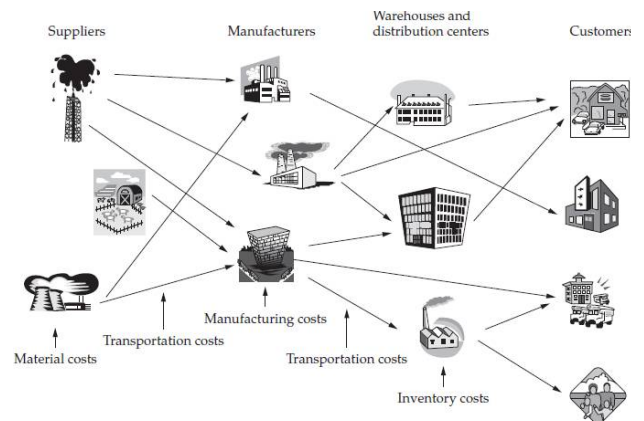 Suppliers
Manufacturers
Warehouses and
distribution centers
Customers
Material costs
Transportation costs
Manufacturing costs
Transportation costs
Inventory costs